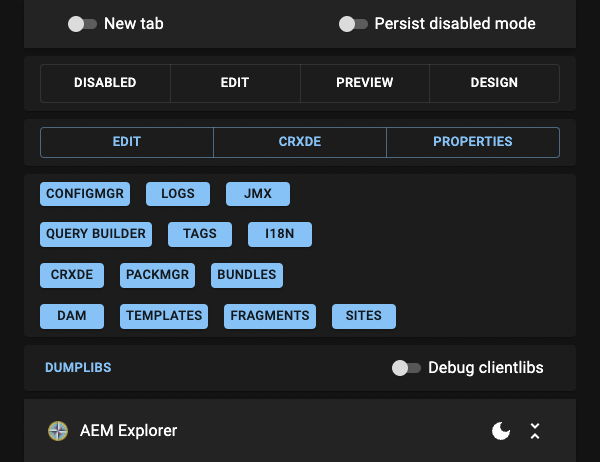 New tab Persist disabled mode
DISABLED EDIT PREVIEW DESIGN
EDIT CRXDE PROPERTIES
CONFIGMGR LOGS JMX
QUERY BUILDER TAGS I18N
CRXDE PACKMGR BUNDLES
DAM TEMPLATES FRAGMENTS SITES
DUMPLIBS Debug clientlibs
AEM Explorer